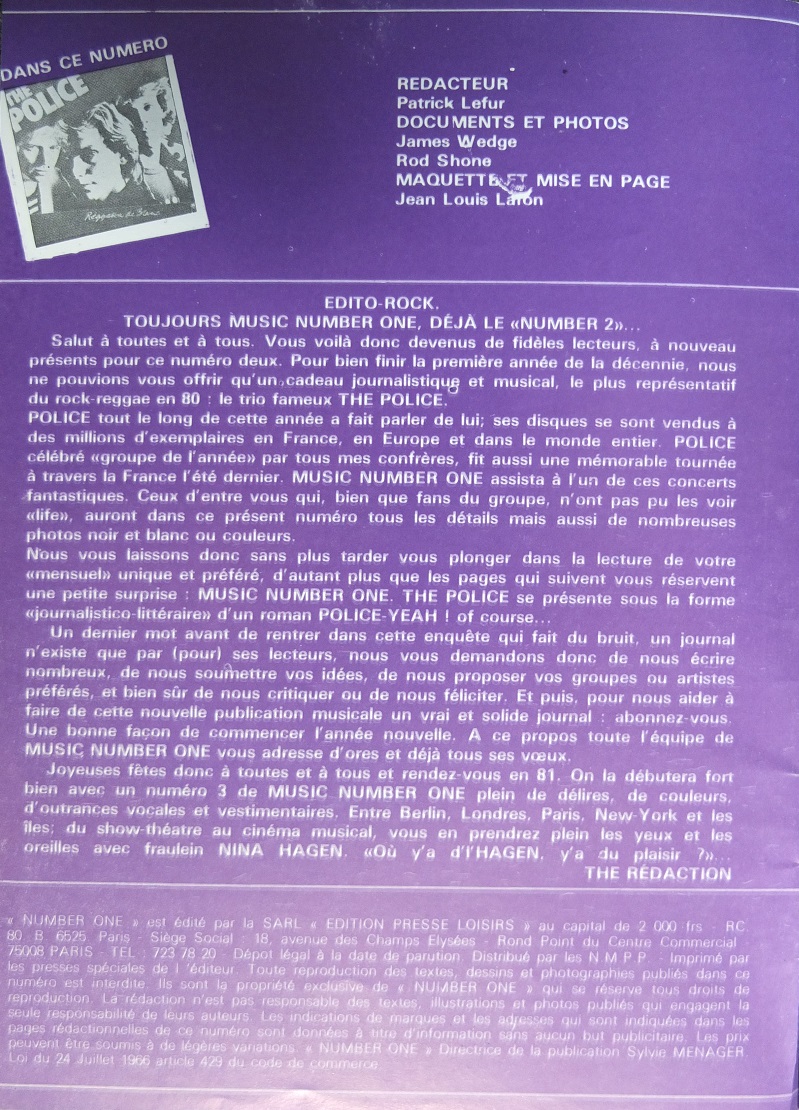 DANS CE NUMERO
THE
POLICE
Réggatta de Blanc
REDACTEUR
Patrick Lefur
DOCUMENTS ET PHOTOS
James Wedge
Rod Shone
MAQUETTE ET MISE EN PAGE
Jean Louis Lafon
EDITO-ROCK.
TOUJOURS MUSIC NUMBER ONE, DÉJÀ LE «NUMBER 2»...
Salut à toutes et à tous. Vous voilà donc devenus de fidèles lecteurs, à nouveau
présents pour ce numéro deux. Pour bien finir la première année de la décennie, nous
ne pouvions vous offrir qu'un cadeau journalistique et musical, le plus représentatif
du rock-reggae en 80 : le trio fameux THE POLICE.
POLICE tout le long de cette année a fait parler de lui; ses disques se sont vendus à
des millions d'exemplaires en France, en Europe et dans le monde entier. POLICE
célébré «groupe de l'année» par tous mes confrères, fit aussi une mémorable tournée
à travers la France l'été dernier. MUSIC NUMBER ONE assista à l'un de ces concerts
fantastiques. Ceux d'entre vous qui, bien que fans du groupe, n'ont pas pu les voir
«life», auront dans ce présent numéro tous les détails mais aussi de nombreuses
photos noir et blanc ou couleurs.
Nous vous laissons donc sans plus tarder vous plonger dans la lecture de votre
«mensuel» unique et préféré, d'autant plus que les pages qui suivent vous réservent
une petite surprise : MUSIC NUMBER ONE. THE POLICE se présente sous la forme
«journalistico-littéraire» d'un roman POLICE-YEAH ! of course...
Un dernier mot avant de rentrer dans cette enquête qui fait du bruit, un journal
n'existe que par (pour) ses lecteurs, nous vous demandons donc de nous écrire
nombreux, de nous soumettre vos idées, de nous proposer vos groupes ou artistes
préférés, et bien sûr de nous critiquer ou de nous féliciter. Et puis, pour nous aider à
faire de cette nouvelle publication musicale un vrai et solide journal : abonnez-vous.
Une bonne façon de commencer l'année nouvelle. A ce propos toute l'équipe de
MUSIC NUMBER ONE vous adresse d'ores et déjà tous ses vœux.
Joyeuses fêtes donc à toutes et à tous et rendez-vous en 81. On la débutera fort
bien avec un numéro 3 de MUSIC NUMBER ONE plein de délires, de couleurs,
d'outrances vocales et vestimentaires. Entre Berlin, Londres, Paris, New-York et les
îles; du show-théatre au cinéma musical, vous en prendrez plein les yeux et les
oreilles avec fraulein NINA HAGEN. «Où y'a d'l'HAGEN, y'a du plaisir ?»...
THE RÉDACTION
« NUMBER ONE » est édité par la SARL « EDITION PRESSE LOISIRS » au capital de 2 000 frs - RC.
80. B. 6526. Paris - Siège Social - 18, avenue des Champs Elysées - Rond Point du Centre Commercial -
75008 PARIS - TEL : 723 78 20 - Dépot légal à la date de parution. Distribué par les N.M.P.P. - Imprimé par
les presses spéciales de l 'éditeur. Toute reproduction des textes, dessins et photographies publiés dans ce
numéro est interdite. Ils sont la propriété exclusive de « NUMBER ONE » qui se réserve tous droits de
reproduction. La rédaction n'est pas responsable des textes, illustrations et photos publiés qui engagent la
seule responsabilité de leurs auteurs. Les indications de marques et les adresses qui sont indiquées dans les
pages rédactionnelles de ce numéro sont données à titre d'information sans aucun but publicitaire. Les prix
peuvent être soumis à de légères variations. « NUMBER ONE » Directrice de la publication Sylvie MENAGER.
Loi du 24 Juillet 1966 article 429 du code de commerce